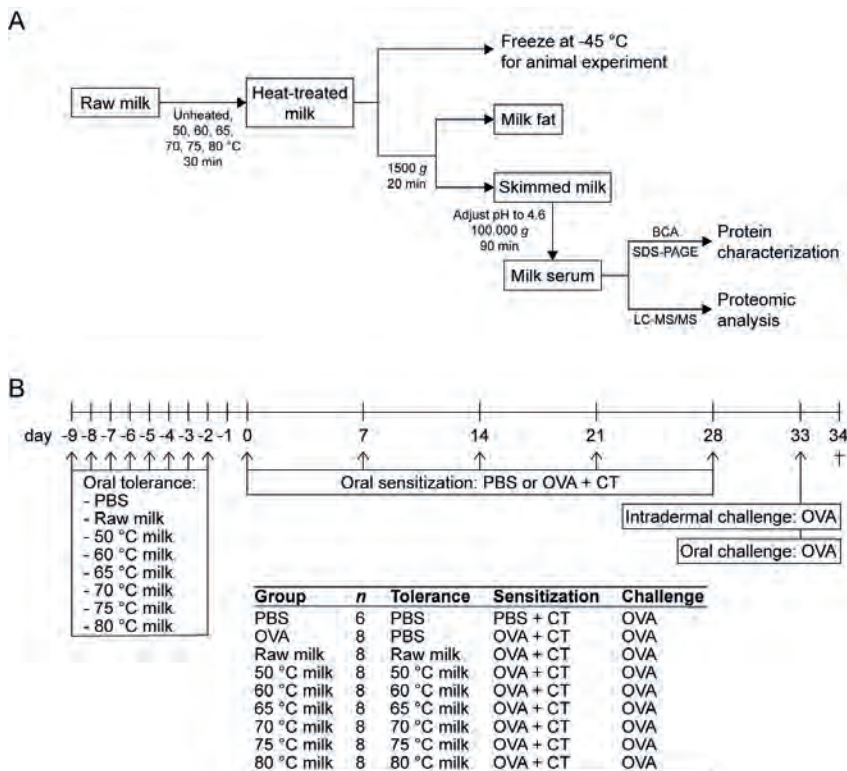 A
Raw milk
Unheated,
50, 60, 65,
70, 75, 80 °C
30 min
Heat-treated
milk
Freeze at -45 °C
for animal experiment
1500 g
20 min
Milk fat
Skimmed milk
Adjust pH to 4.6
100.000 g
90 min
Milk serum
BCA
SDS-PAGE
Protein
characterization
LC-MS/MS
Proteomic
analysis
B
day -9 -8 -7 -6 -5 -4 -3 -2 -1 0 7 14 21 28 33 34
†
Oral tolerance:
- PBS
- Raw milk
- 50 °C milk
- 60 °C milk
- 65 °C milk
- 70 °C milk
- 75 °C milk
- 80 °C milk
Oral sensitization: PBS or OVA + CT
Intradermal challenge: OVA
Oral challenge: OVA
Group n Tolerance Sensitization Challenge
PBS 6 PBS PBS + CT OVA
OVA 8 PBS OVA + CT OVA
Raw milk 8 Raw milk OVA + CT OVA
50 °C milk 8 50 °C milk OVA + CT OVA
60 °C milk 8 60 °C milk OVA + CT OVA
65 °C milk 8 65 °C milk OVA + CT OVA
70 °C milk 8 70 °C milk OVA + CT OVA
75 °C milk 8 75 °C milk OVA + CT OVA
80 °C milk 8 80 °C milk OVA + CT OVA